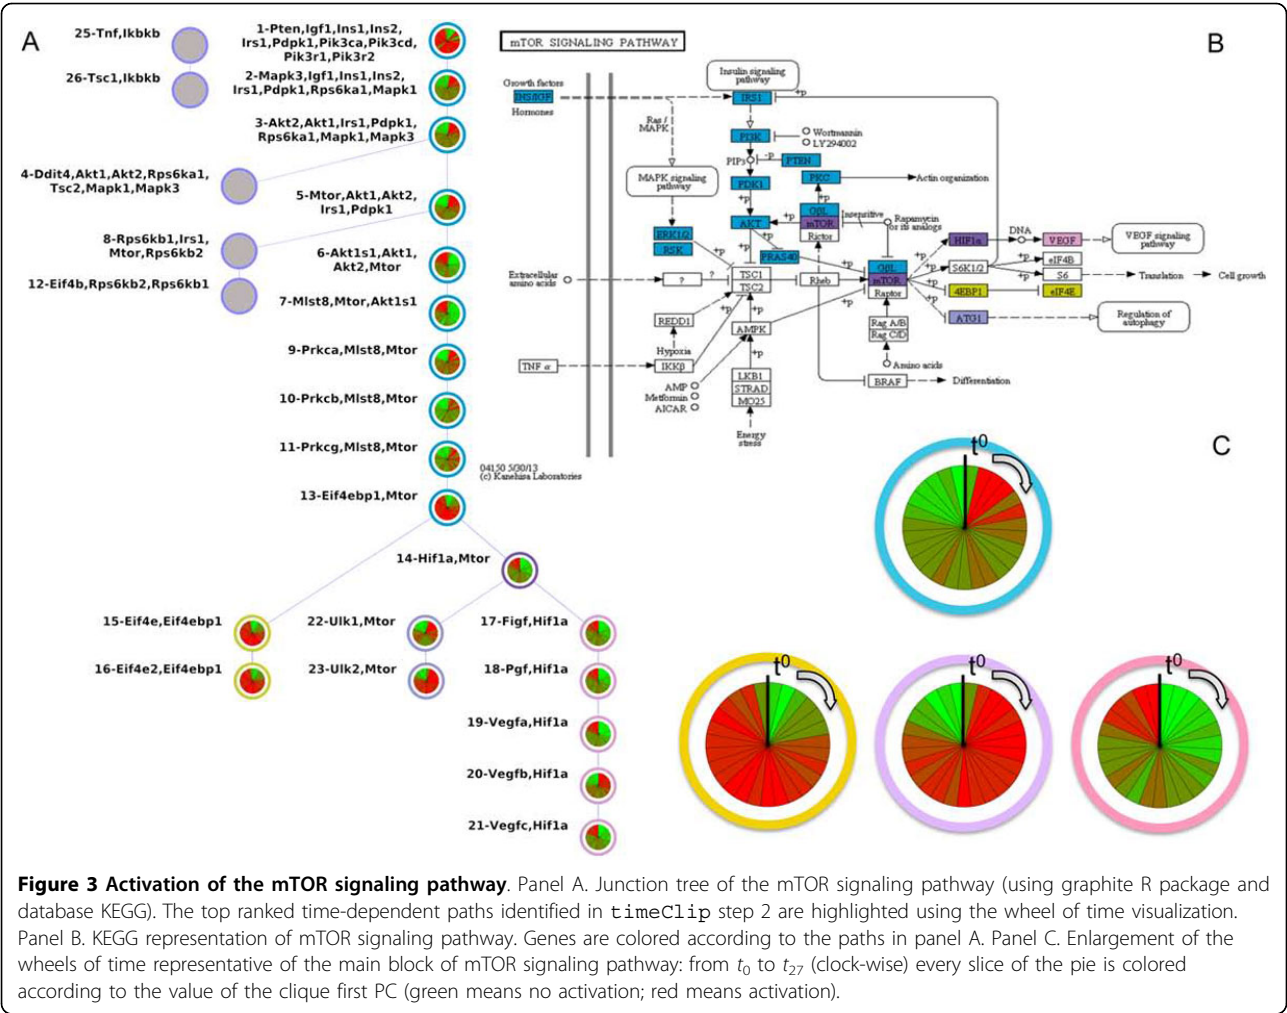 A
25-Tnf,Ikbkb
26-Tsc1,Ikbkb
1-Pten,Igf1,Ins1,Ins2,
Irs1,Pdpk1,Pik3ca,Pik3cd,
Pik3r1,Pik3r2
2-Mapk3,Igf1,Ins1,Ins2,
Irs1,Pdpk1,Rps6ka1,Mapk1
3-Akt2,Akt1,Irs1,Pdpk1,
Rps6ka1,Mapk1,Mapk3
4-Ddit4,Akt1,Akt2,Rps6ka1,
Tsc2,Mapk1,Mapk3
5-Mtor,Akt1,Akt2,
Irs1,Pdpk1
8-Rps6kb1,Irs1,
Mtor,Rps6kb2
6-Akt1s1,Akt1,
Akt2,Mtor
12-Eif4b,Rps6kb2,Rps6kb1
7-Mlst8,Mtor,Akt1s1
9-Prkca,Mlst8,Mtor
10-Prkcb,Mlst8,Mtor
11-Prkcg,Mlst8,Mtor
13-Eif4ebp1,Mtor
14-Hif1a,Mtor
15-Eif4e,Eif4ebp1
16-Eif4e2,Eif4ebp1
22-Ulk1,Mtor
23-Ulk2,Mtor
17-Figf,Hif1a
18-Pgf,Hif1a
19-Vegfa,Hif1a
20-Vegfb,Hif1a
21-Vegfc,Hif1a
B
mTOR SIGNALING PATHWAY
Growth factors
INS/IGF
Hormones
Insulin signaling
pathway
IRS1
+p
Ras /
MAPK
PI3K
Wortmannin
LY294002
PIP3
-p
PTEN
MAPK signaling
pathway
PDK1
PKC
Actin organization
+p
+p
GβL
mTOR
Rictor
AKT
+p
Insensitive
Rapamycin
or its analogs
ERK1/2
RSK
+p
+p
PRAS40
+p
GβL
mTOR
Raptor
HIF1α
DNA
VEGF
VEGF signaling
pathway
+p
S6K1/2
+p
+p
eIF4B
S6
Translation
Cell growth
Extracellular
amino acids
?
?
TSC1
TSC2
Rheb
+p
+p
4EBP1
eIF4E
+p
ATG1
Regulation of
autophagy
REDD1
Hypoxia
+p
AMPK
Rag A/B
Rag C/D
Amino acids
TNF α
IKKβ
+p
AMP
Metformin
AICAR
LKB1
STRAD
MO25
Energy
stress
BRAF
Differentiation
04150 5/30/13
(c) Kanehisa Laboratories
C
t0
t0
t0
t0
Figure 3 Activation of the mTOR signaling pathway. Panel A. Junction tree of the mTOR signaling pathway (using graphite R package and
database KEGG). The top ranked time-dependent paths identified in timeClip step 2 are highlighted using the wheel of time visualization.
Panel B. KEGG representation of mTOR signaling pathway. Genes are colored according to the paths in panel A. Panel C. Enlargement of the
wheels of time representative of the main block of mTOR signaling pathway: from t0 to t27 (clock-wise) every slice of the pie is colored
according to the value of the clique first PC (green means no activation; red means activation).